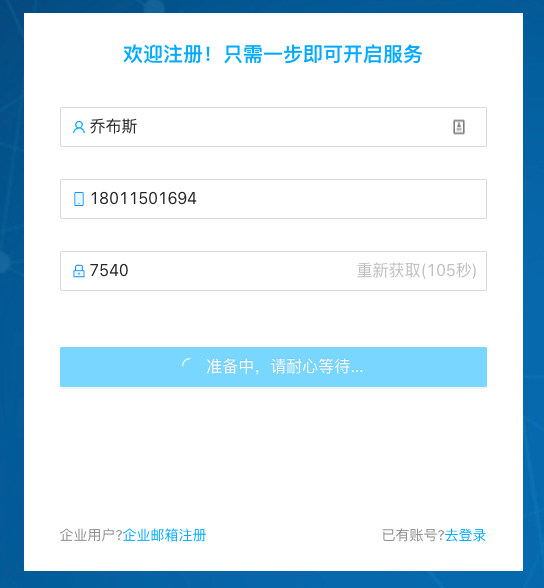 欢迎注册！只需一步即可开启服务
乔布斯
18011501694
7540 重新获取(105秒)
准备中，请耐心等待...
企业用户?企业邮箱注册 已有账号?去登录